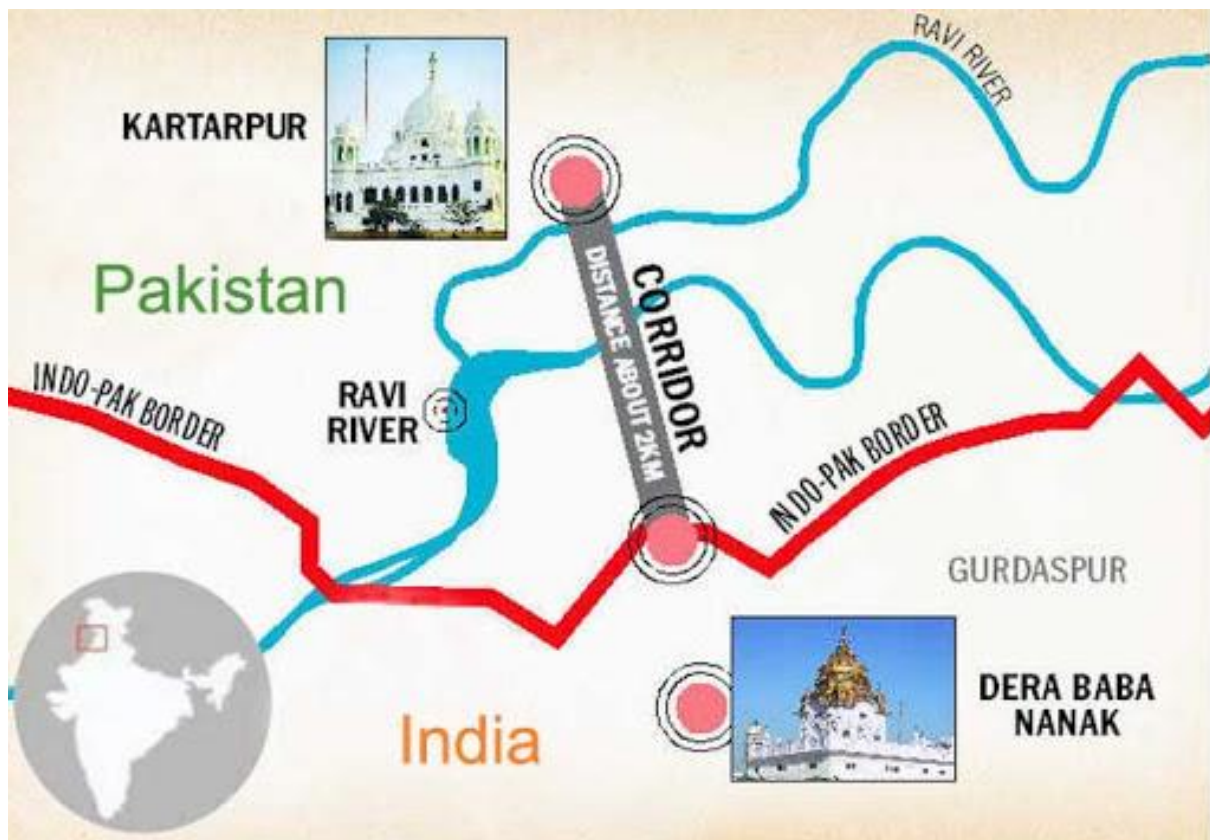 RAVI RIVER
KARTARPUR
Pakistan
CORRIDOR
DISTANCE ABOUT 2KM
INDO-PAK BORDER
RAVI
RIVER
INDO-PAK BORDER
GURDASPUR
DERA BABA
NANAK
India